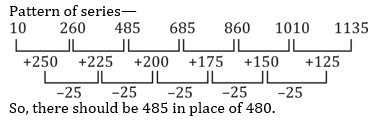 Pattern of series—
10 260 485 685 860 1010 1135
+250 +225 +200 +175 +150 +125
−25 −25 −25 −25 −25
So, there should be 485 in place of 480.